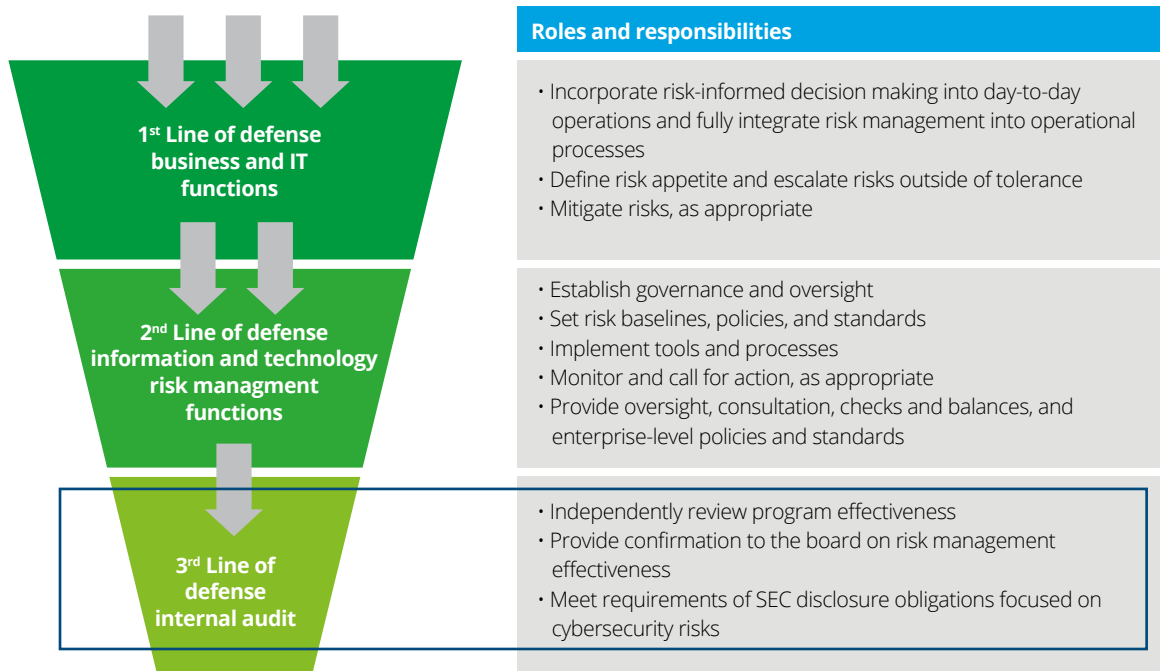 Roles and responsibilities
1st Line of defense
business and IT
functions
• Incorporate risk-informed decision making into day-to-day
operations and fully integrate risk management into operational
processes
• Define risk appetite and escalate risks outside of tolerance
• Mitigate risks, as appropriate
2nd Line of defense
information and technology
risk managment
functions
• Establish governance and oversight
• Set risk baselines, policies, and standards
• Implement tools and processes
• Monitor and call for action, as appropriate
• Provide oversight, consultation, checks and balances, and
enterprise-level policies and standards
3rd Line of
defense
internal audit
• Independently review program effectiveness
• Provide confirmation to the board on risk management
effectiveness
• Meet requirements of SEC disclosure obligations focused on
cybersecurity risks